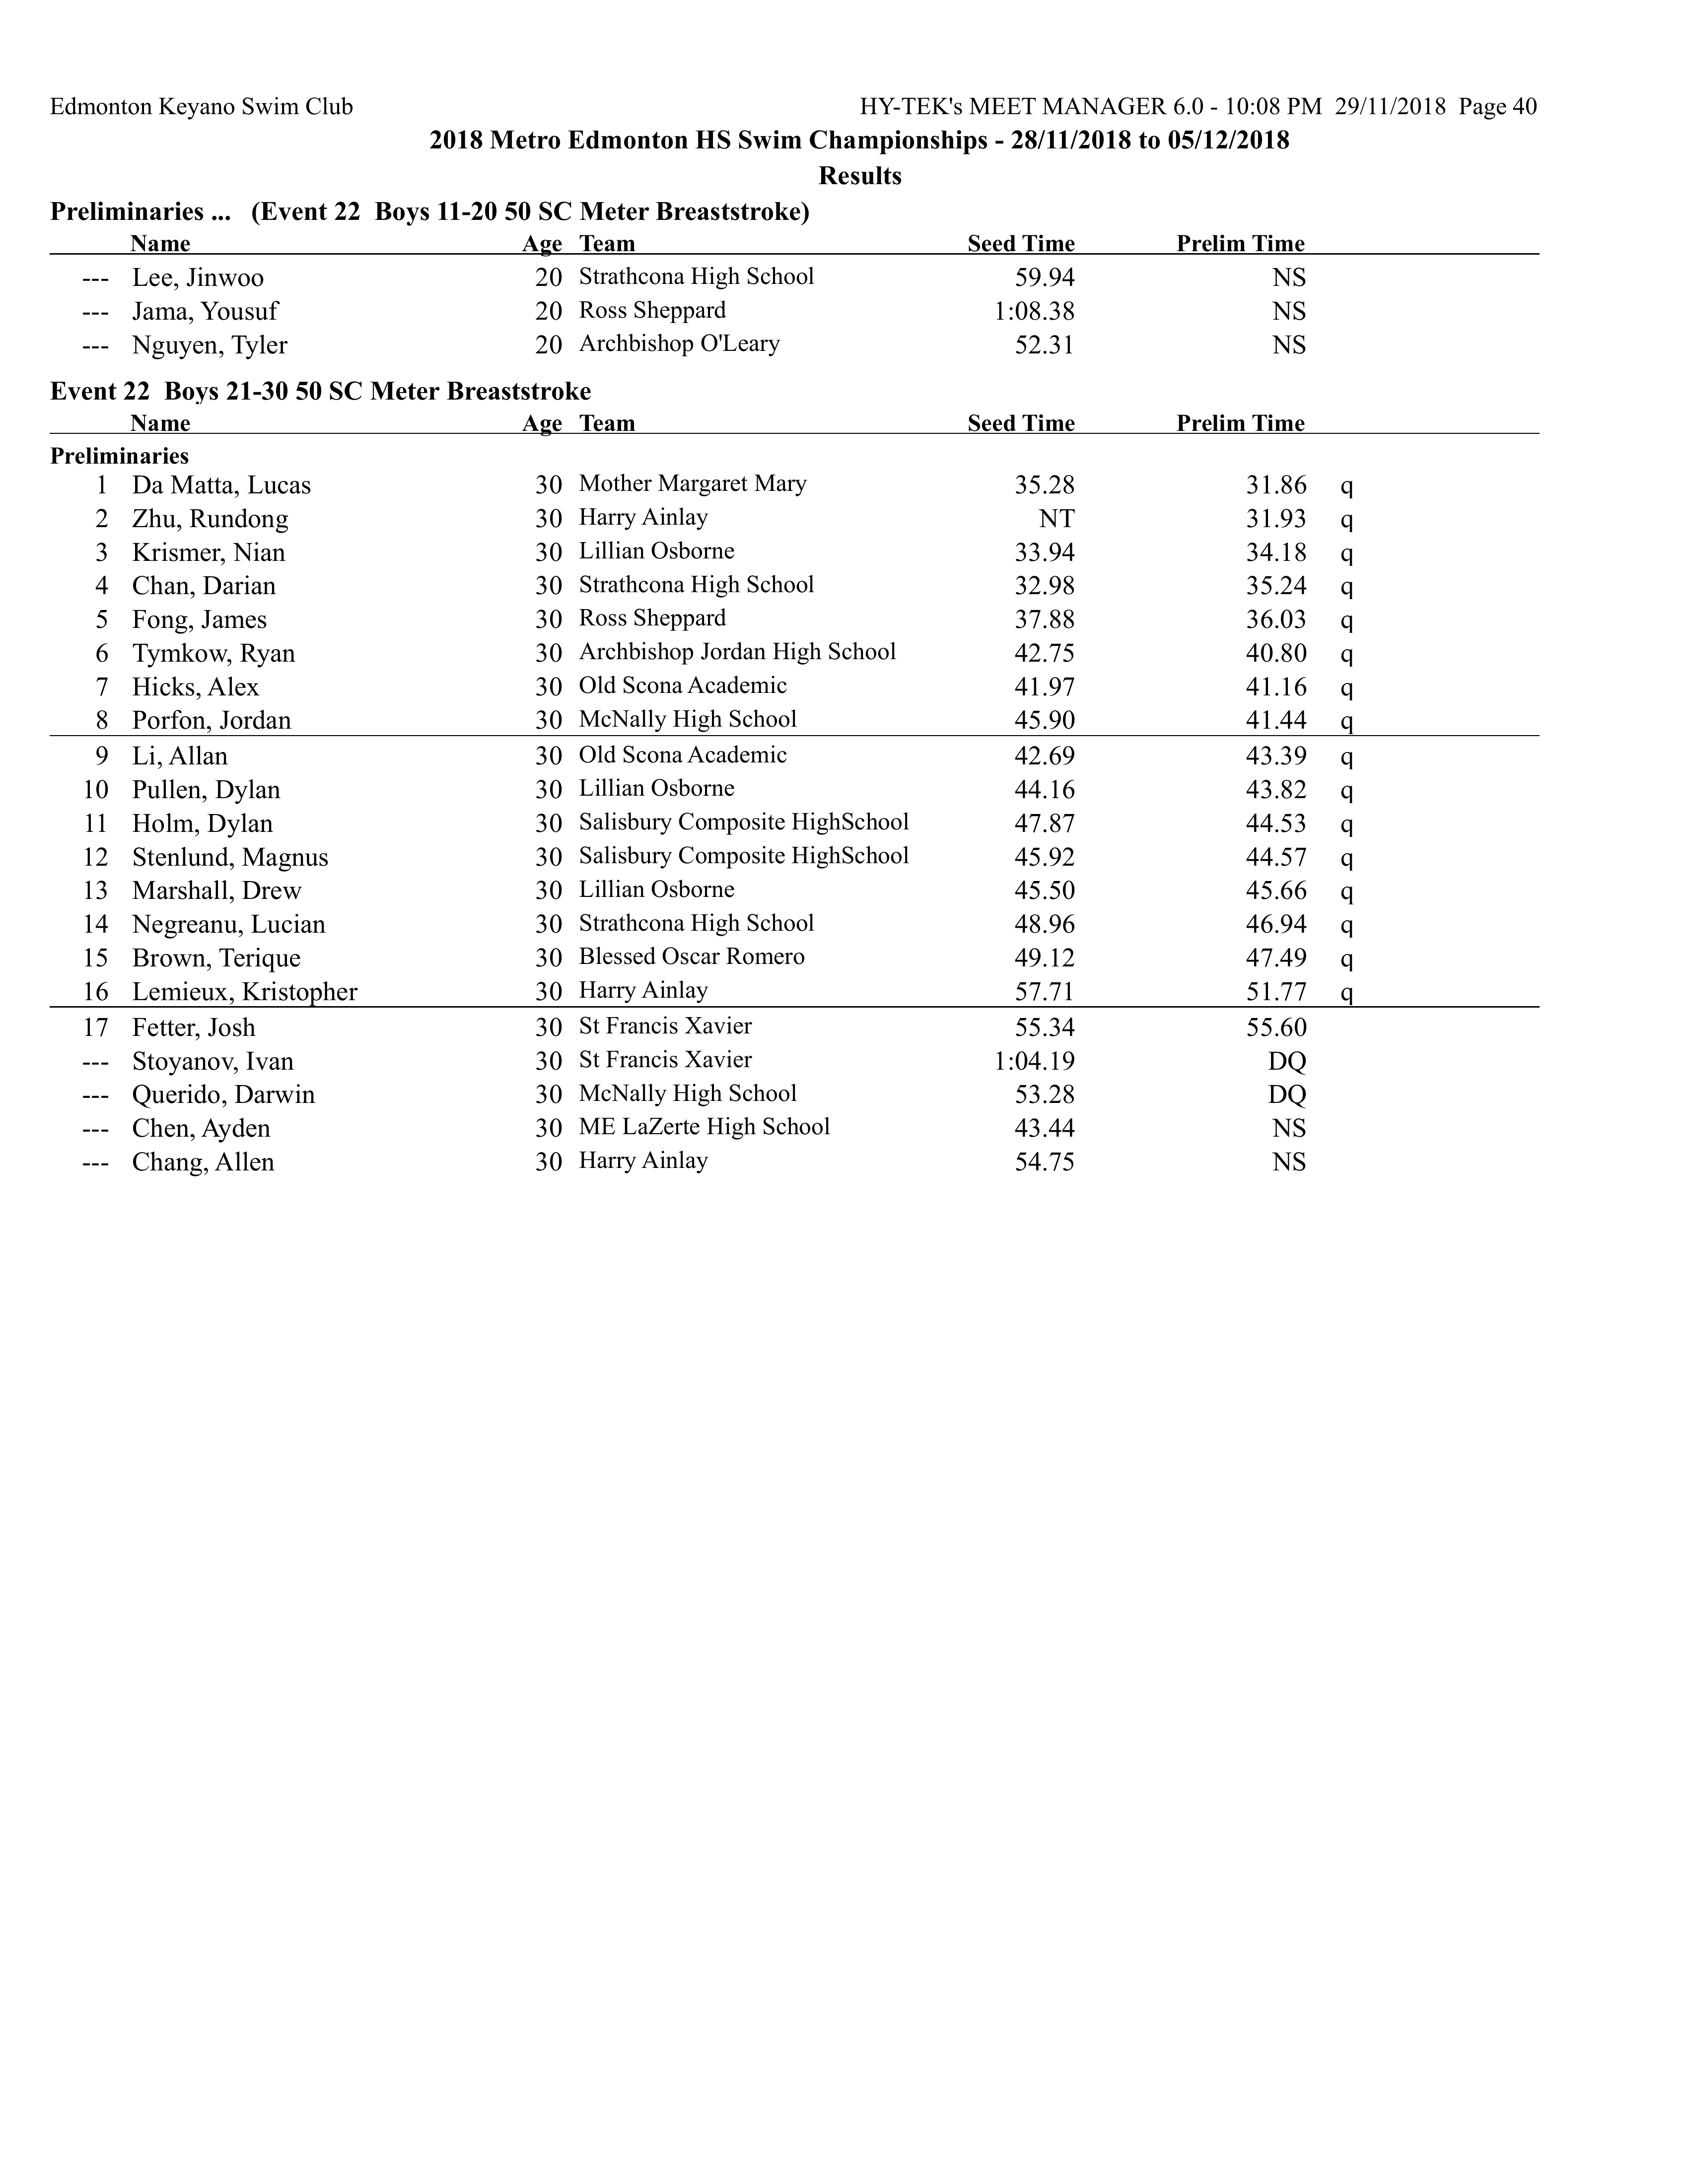 Edmonton Keyano Swim Club HY-TEK's MEET MANAGER 6.0 - 10:08 PM 29/11/2018 Page 40
2018 Metro Edmonton HS Swim Championships - 28/11/2018 to 05/12/2018
Results
Preliminaries ... (Event 22 Boys 11-20 50 SC Meter Breaststroke)
Name Age Team Seed Time Prelim Time
--- Lee, Jinwoo 20 Strathcona High School 59.94 NS
--- Jama, Yousuf 20 Ross Sheppard 1:08.38 NS
--- Nguyen, Tyler 20 Archbishop O'Leary 52.31 NS
Event 22 Boys 21-30 50 SC Meter Breaststroke
Name Age Team Seed Time Prelim Time
Preliminaries
1 Da Matta, Lucas 30 Mother Margaret Mary 35.28 31.86 q
2 Zhu, Rundong 30 Harry Ainlay NT 31.93 q
3 Krismer, Nian 30 Lillian Osborne 33.94 34.18 q
4 Chan, Darian 30 Strathcona High School 32.98 35.24 q
5 Fong, James 30 Ross Sheppard 37.88 36.03 q
6 Tymkow, Ryan 30 Archbishop Jordan High School 42.75 40.80 q
7 Hicks, Alex 30 Old Scona Academic 41.97 41.16 q
8 Porfon, Jordan 30 McNally High School 45.90 41.44 q
9 Li, Allan 30 Old Scona Academic 42.69 43.39 q
10 Pullen, Dylan 30 Lillian Osborne 44.16 43.82 q
11 Holm, Dylan 30 Salisbury Composite HighSchool 47.87 44.53 q
12 Stenlund, Magnus 30 Salisbury Composite HighSchool 45.92 44.57 q
13 Marshall, Drew 30 Lillian Osborne 45.50 45.66 q
14 Negreanu, Lucian 30 Strathcona High School 48.96 46.94 q
15 Brown, Terique 30 Blessed Oscar Romero 49.12 47.49 q
16 Lemieux, Kristopher 30 Harry Ainlay 57.71 51.77 q
17 Fetter, Josh 30 St Francis Xavier 55.34 55.60
--- Stoyanov, Ivan 30 St Francis Xavier 1:04.19 DQ
--- Querido, Darwin 30 McNally High School 53.28 DQ
--- Chen, Ayden 30 ME LaZerte High School 43.44 NS
--- Chang, Allen 30 Harry Ainlay 54.75 NS